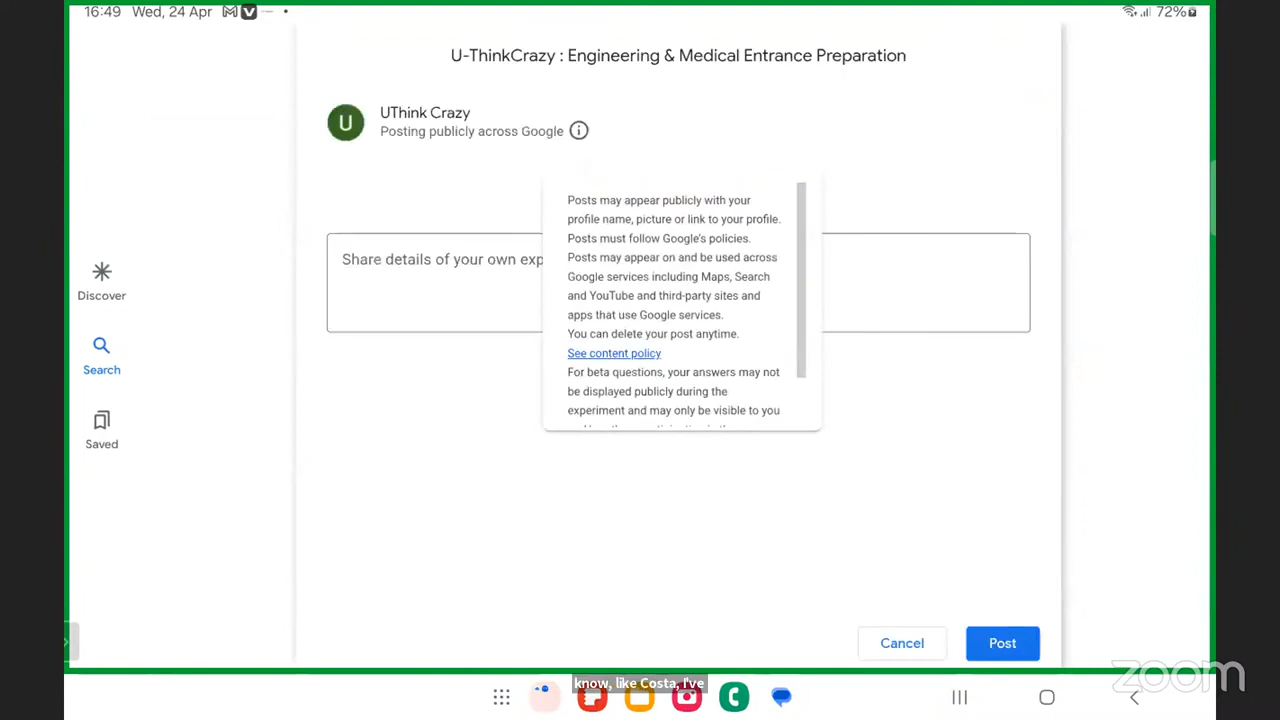 16:49 Wed, 24 Apr
72%
U-ThinkCrazy : Engineering & Medical Entrance Preparation
U
UThink Crazy
Posting publicly across Google
Posts may appear publicly with your
profile name, picture or link to your profile.
Posts must follow Google's policies.
Share details of your own exp
Posts may appear on and be used across
Google services including Maps, Search
and YouTube and third-party sites and
apps that use Google services.
You can delete your post anytime.
See content policy
For beta questions, your answers may not
be displayed publicly during the
experiment and may only be visible to you
Discover
Search
Saved
Cancel
Post
know, like Costa, I've
zoom